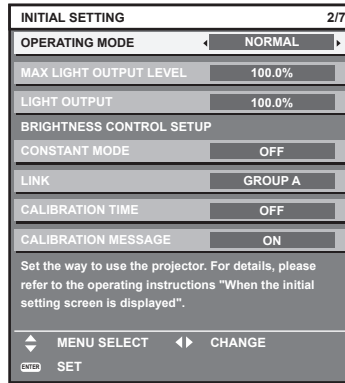 INITIAL SETTING 2/7
OPERATING MODE NORMAL
MAX LIGHT OUTPUT LEVEL 100.0%
LIGHT OUTPUT 100.0%
BRIGHTNESS CONTROL SETUP
CONSTANT MODE OFF
LINK GROUP A
CALIBRATION TIME OFF
CALIBRATION MESSAGE ON
Set the way to use the projector. For details, please
refer to the operating instructions "When the initial
setting screen is displayed".
MENU SELECT CHANGE
ENTER SET